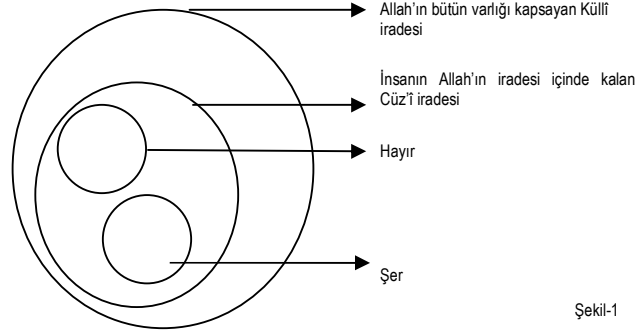 Allah’ın bütün varlığı kapsayan Küllî
iradesi
İnsanın Allah’ın iradesi içinde kalan
Cüz’î iradesi
Hayır
Şer
Şekil-1